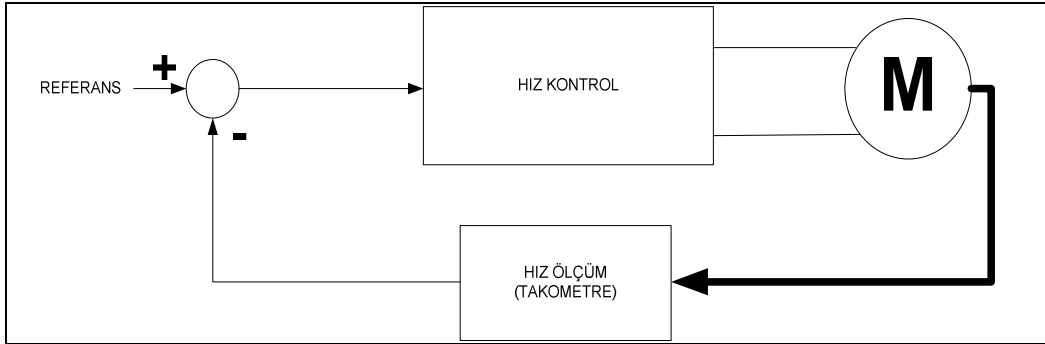 REFERANS
+
-
HIZ KONTROL
M
HIZ ÖLÇÜM
(TAKOMETRE)